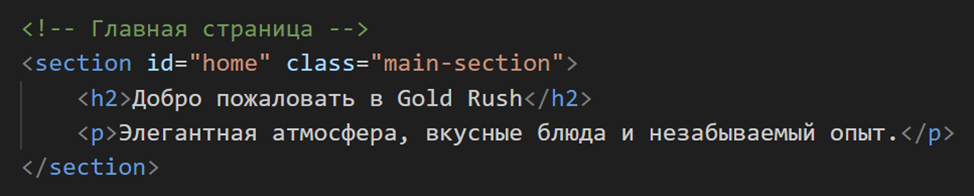 <!-- Главная страница -->
<section id="home" class="main-section">
    <h2>Добро пожаловать в Gold Rush</h2>
    <p>Элегантная атмосфера, вкусные блюда и незабываемый опыт.</p>
</section>